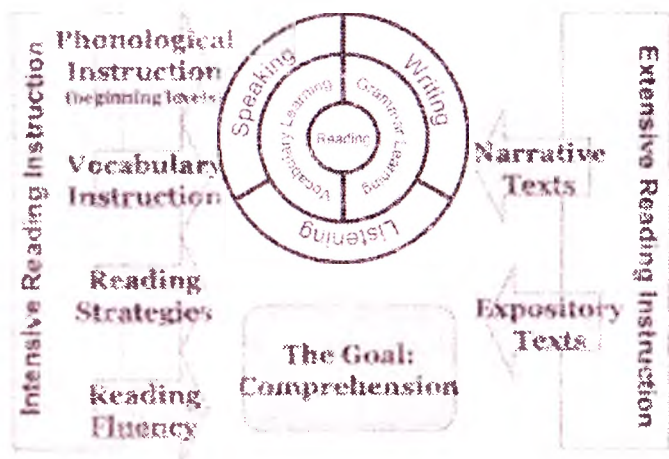 Intensive Reading Instruction
Phonological
Instruction
(beginning levels)
Vocabulary
Instruction
Reading
Strategies
Reading
Fluency
Speaking
Writing
Listening
Vocabulary Learning
Grammar Learning
Reading
The Goal:
Comprehension
Narrative
Texts
Expository
Texts
Extensive Reading Instruction